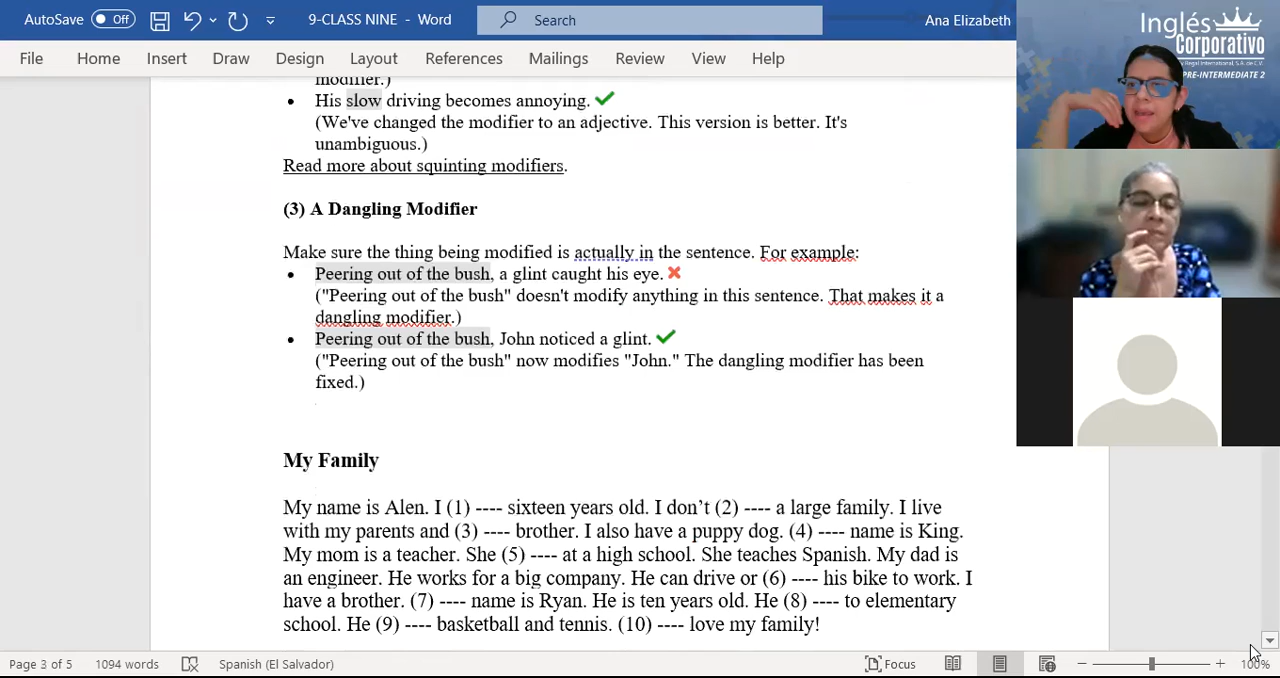 AutoSave Off 9-CLASS NINE - Word Search Ana Elizabeth
Inglés
Corporativo
y Regal International, S.A. de C.V.
PRE-INTERMEDIATE 2
File Home Insert Draw Design Layout References Mailings Review View Help
modifier.)
• His slow driving becomes annoying. ✔
(We've changed the modifier to an adjective. This version is better. It's
unambiguous.)
Read more about squinting modifiers.
(3) A Dangling Modifier
Make sure the thing being modified is actually in the sentence. For example:
• Peering out of the bush, a glint caught his eye. ✖
("Peering out of the bush" doesn't modify anything in this sentence. That makes it a
dangling modifier.)
• Peering out of the bush, John noticed a glint. ✔
("Peering out of the bush" now modifies "John." The dangling modifier has been
fixed.)
My Family
My name is Alen. I (1) ---- sixteen years old. I don’t (2) ---- a large family. I live
with my parents and (3) ---- brother. I also have a puppy dog. (4) ---- name is King.
My mom is a teacher. She (5) ---- at a high school. She teaches Spanish. My dad is
an engineer. He works for a big company. He can drive or (6) ---- his bike to work. I
have a brother. (7) ---- name is Ryan. He is ten years old. He (8) ---- to elementary
school. He (9) ---- basketball and tennis. (10) ---- love my family!
Page 3 of 5 1094 words Spanish (El Salvador) Focus 100%